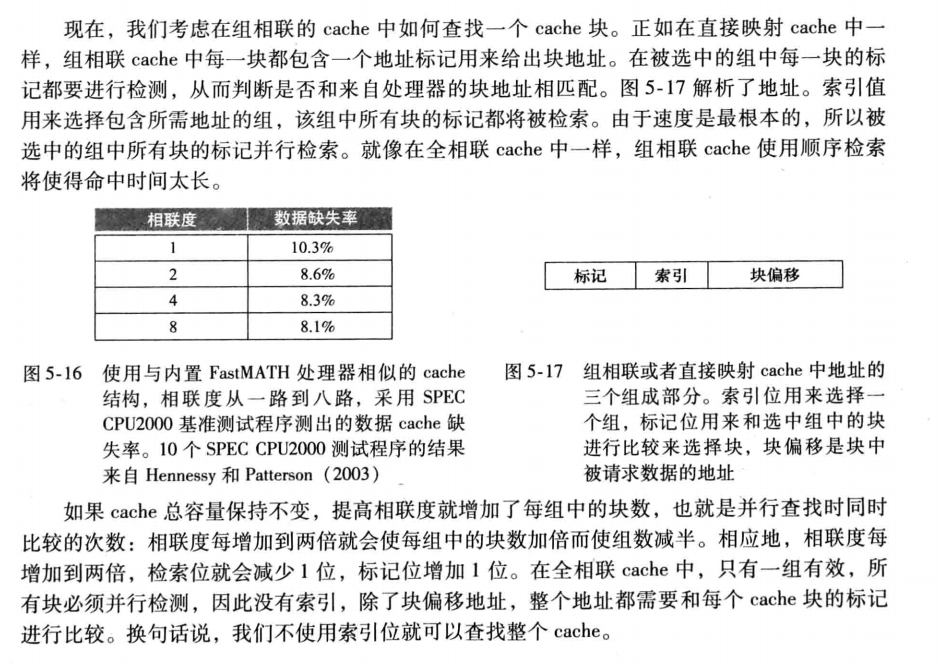 现在，我们考虑在组相联的 cache 中如何查找一个 cache 块。正如在直接映射 cache 中一
样，组相联 cache 中每一块都包含一个地址标记用来给出块地址。在被选中的组中每一块的标
记都要进行检测，从而判断是否和来自处理器的块地址相匹配。图 5-17 解析了地址。索引值
用来选择包含所需地址的组，该组中所有块的标记都将被检索。由于速度是最根本的，所以被
选中的组中所有块的标记并行检索。就像在全相联 cache 中一样，组相联 cache 使用顺序检索
将使得命中时间太长。
相联度 数据缺失率
1 10.3%
2 8.6%
4 8.3%
8 8.1%
标记 索引 块偏移
图 5-16 使用与内置 FastMATH 处理器相似的 cache
结构，相联度从一路到八路，采用 SPEC
CPU2000 基准测试程序测出的数据 cache 缺
失率。10 个 SPEC CPU2000 测试程序的结果
来自 Hennessy 和 Patterson（2003）
图 5-17 组相联或者直接映射 cache 中地址的
三个组成部分。索引位用来选择一
个组，标记位用来和选中组中的块
进行比较来选择块，块偏移是块中
被请求数据的地址
如果 cache 总容量保持不变，提高相联度就增加了每组中的块数，也就是并行查找时同时
比较的次数：相联度每增加到两倍就会使每组中的块数加倍而使组数减半。相应地，相联度每
增加到两倍，检索位就会减少 1 位，标记位增加 1 位。在全相联 cache 中，只有一组有效，所
有块必须并行检测，因此没有索引，除了块偏移地址，整个地址都需要和每个 cache 块的标记
进行比较。换句话说，我们不使用索引位就可以查找整个 cache。